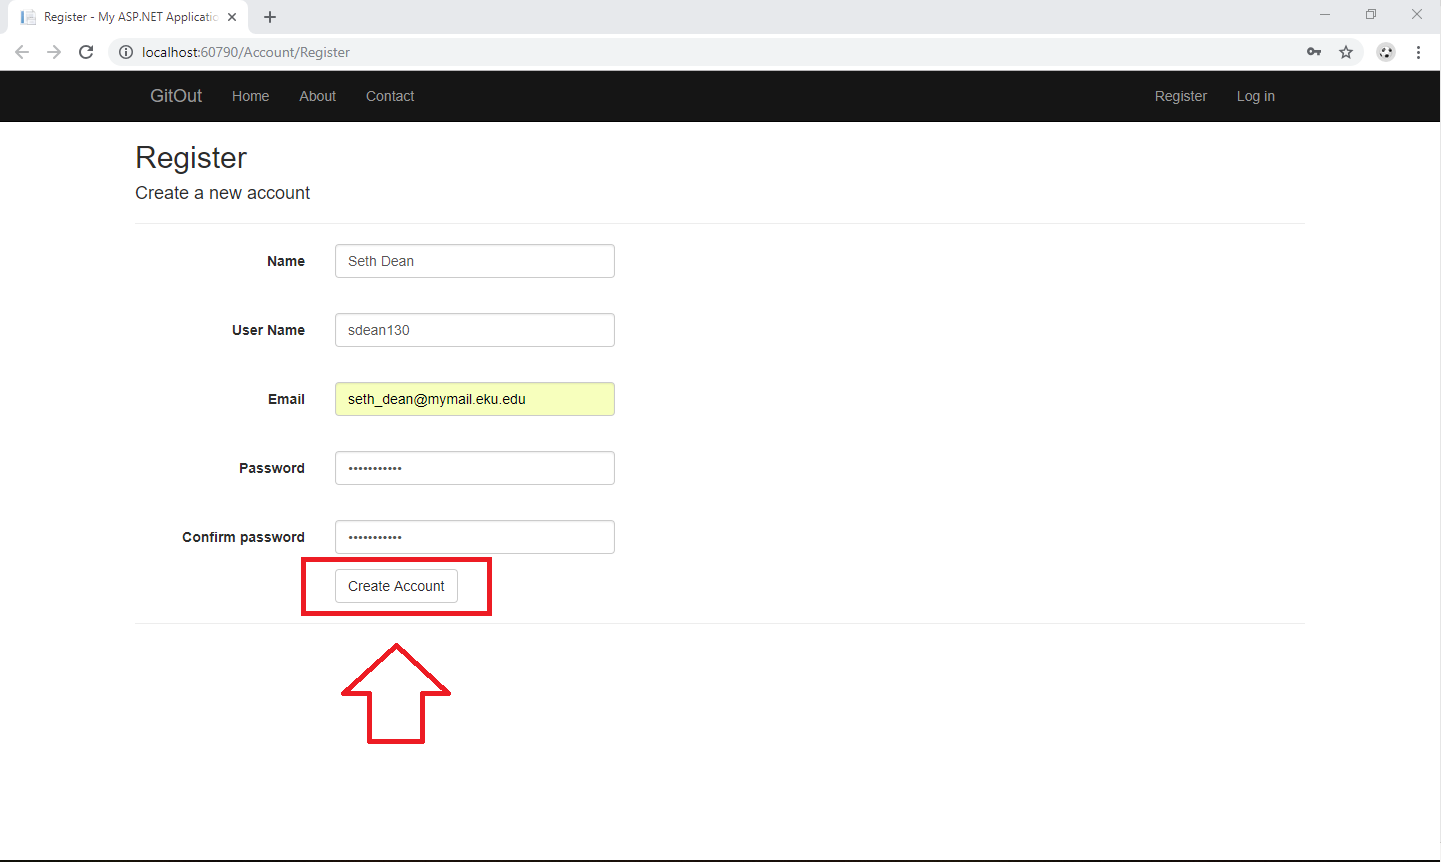 Register - My ASP.NET Applicatio
localhost:60790/Account/Register
GitOut Home About Contact Register Log in
Register
Create a new account
Name Seth Dean
User Name sdean130
Email seth_dean@mymail.eku.edu
Password •••••••••••
Confirm password •••••••••••
Create Account